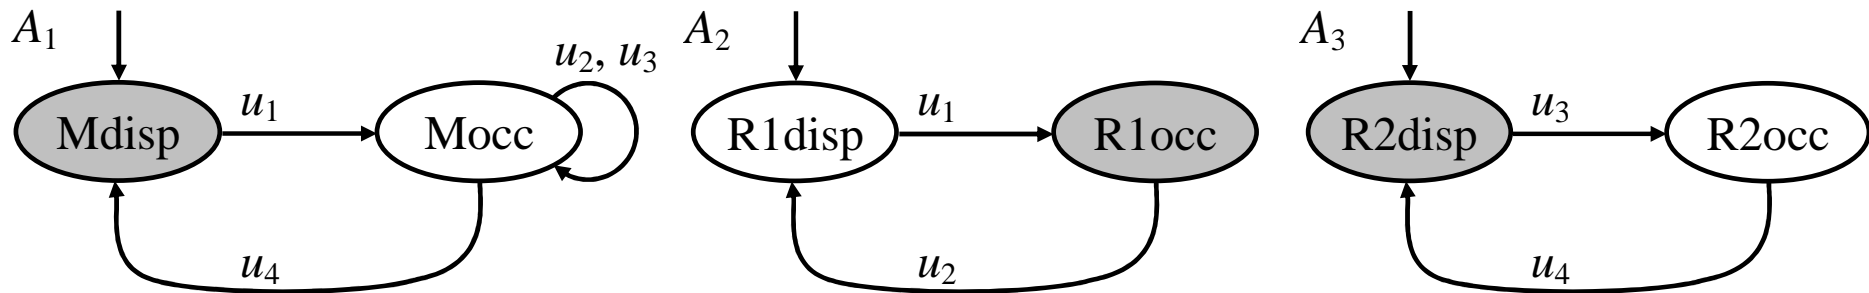 A₁
u₂, u₃
Mdisp
u₁
Mocc
u₄
A₂
R1disp
u₁
R1occ
u₂
A₃
R2disp
u₃
R2occ
u₄